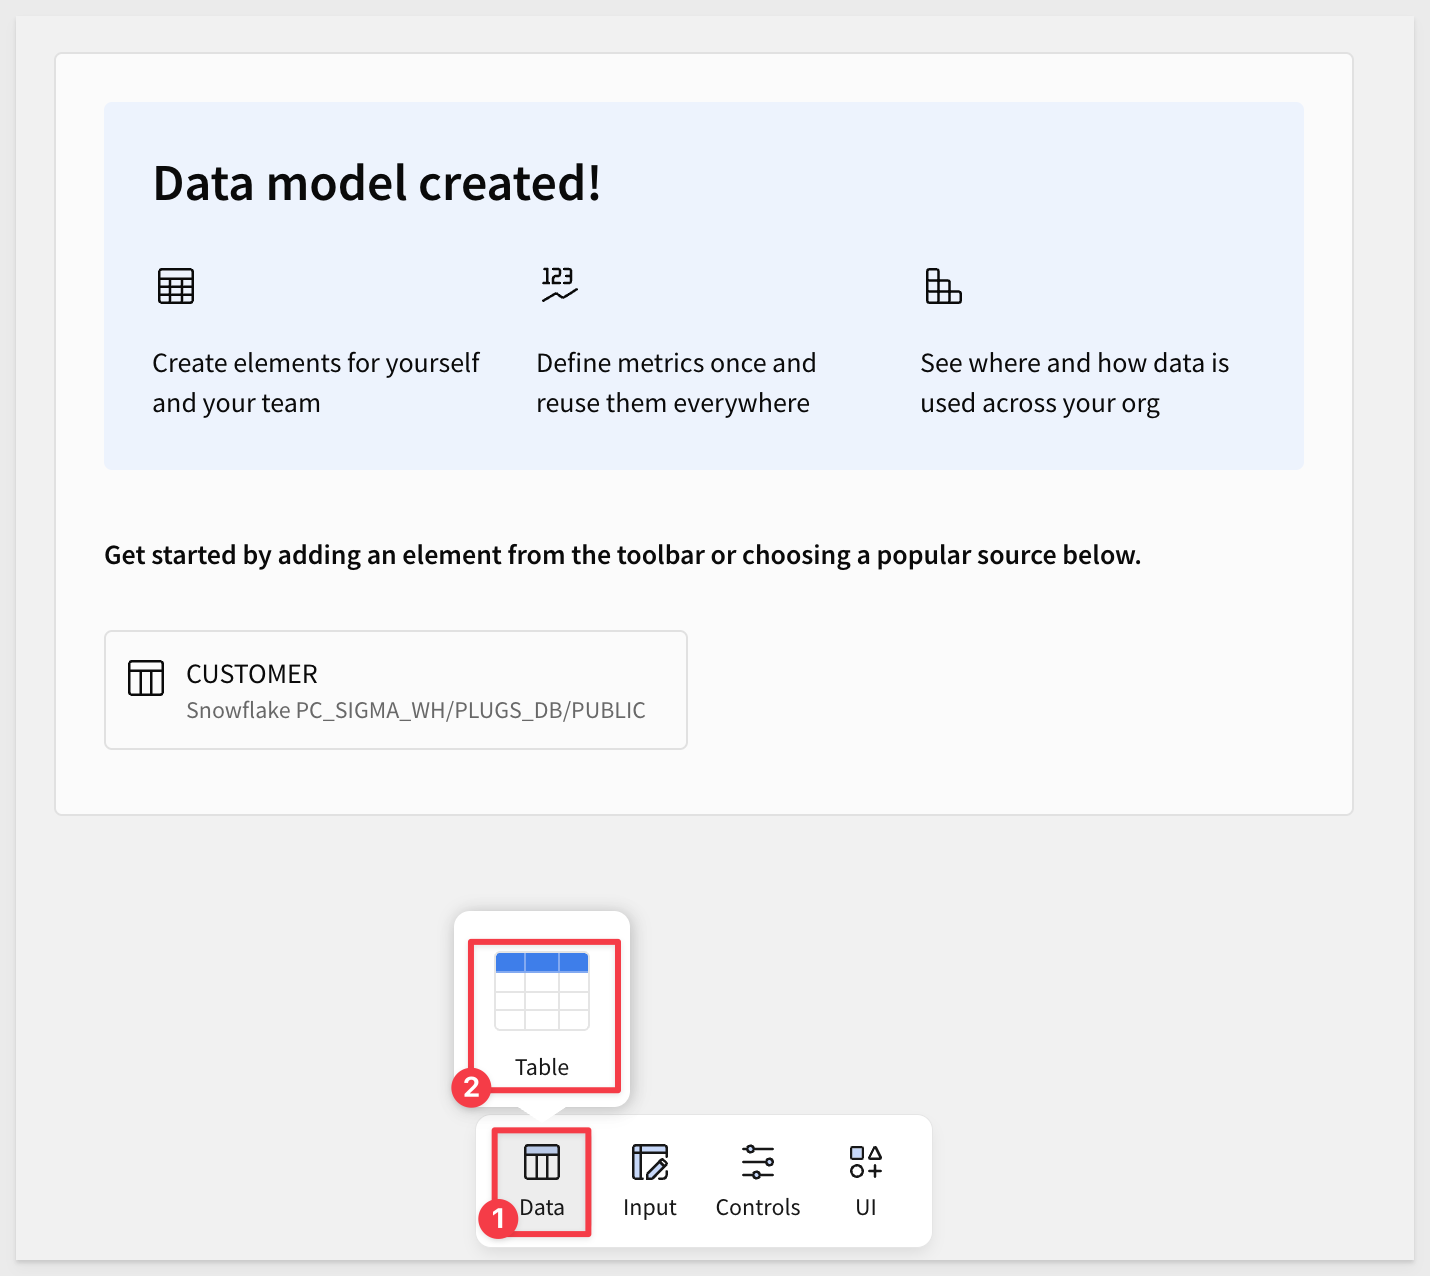 Data model created!
123
Create elements for yourself
and your team
Define metrics once and
reuse them everywhere
See where and how data is
used across your org
Get started by adding an element from the toolbar or choosing a popular source below.
CUSTOMER
Snowflake PC_SIGMA_WH/PLUGS_DB/PUBLIC
Table
2
Data
Input
Controls
UI
1